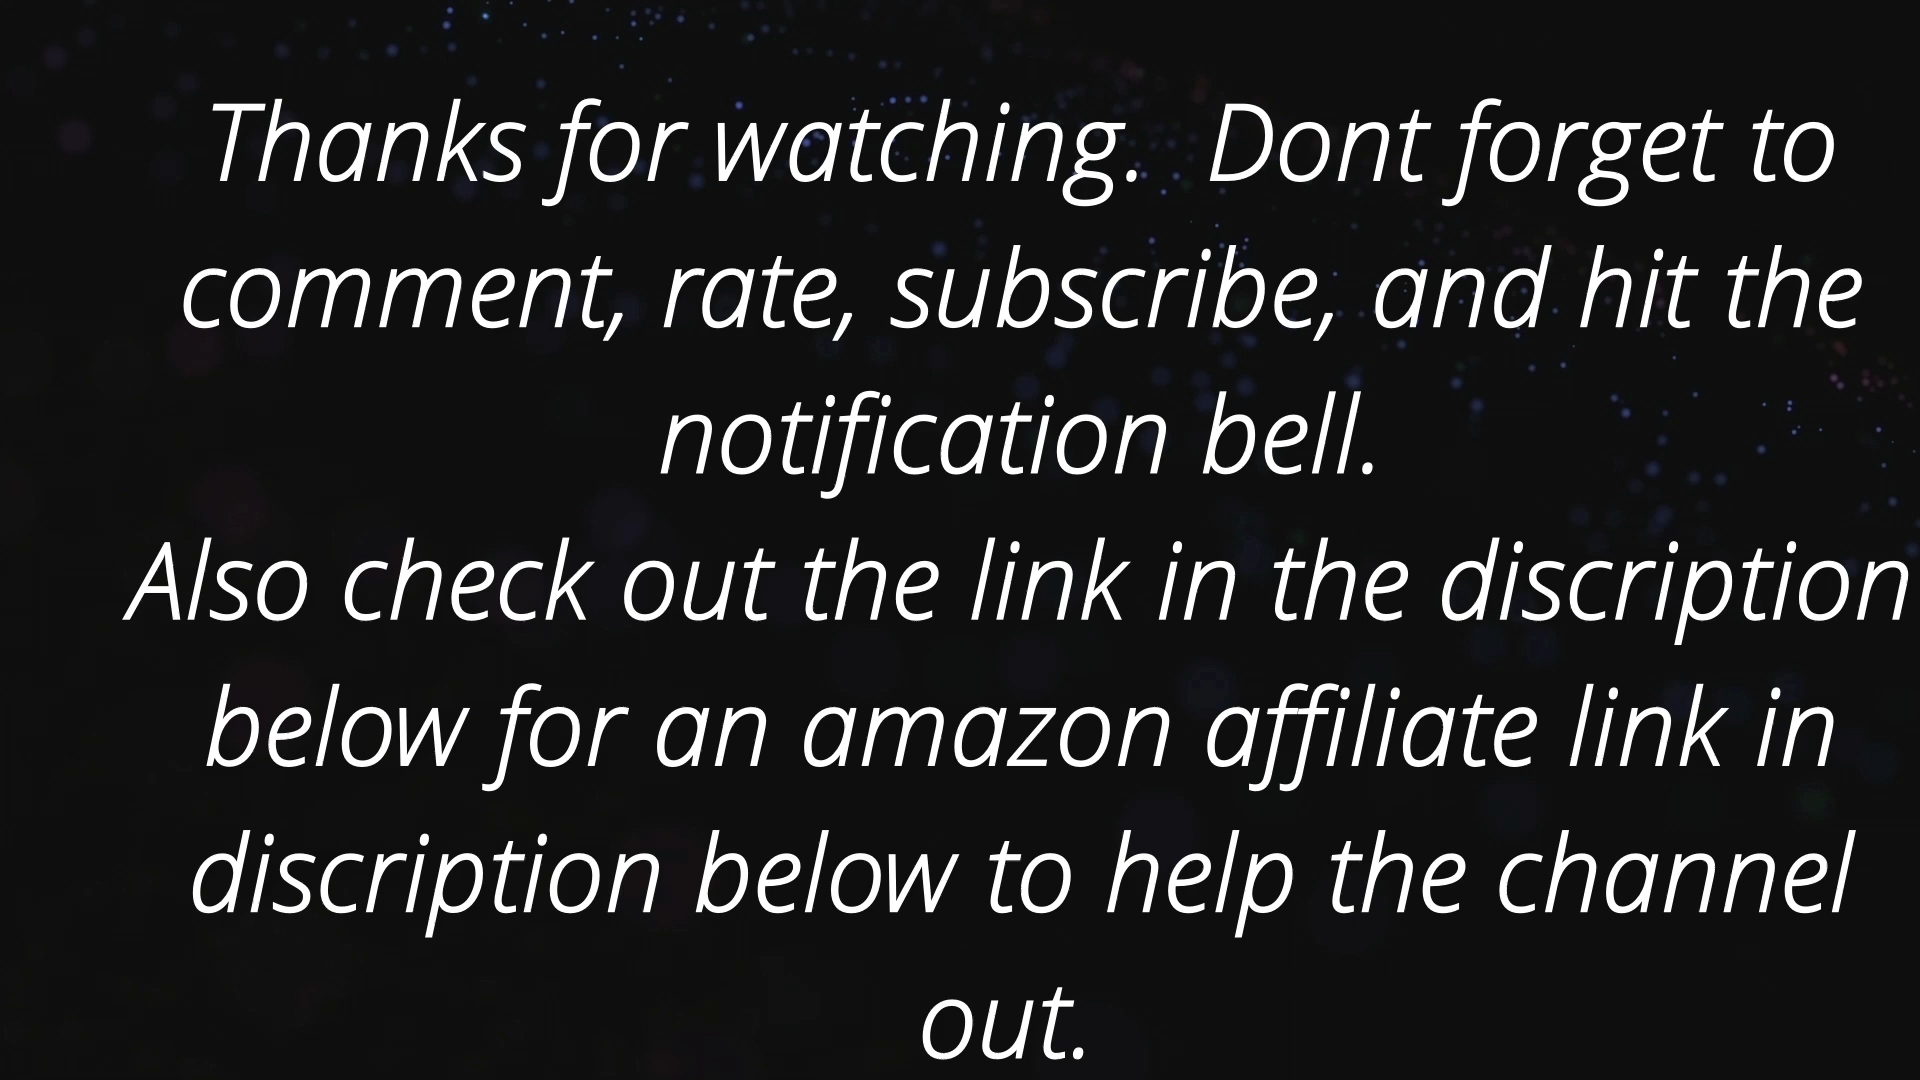 Thanks for watching.  Dont forget to
comment, rate, subscribe, and hit the
notification bell.
Also check out the link in the discription
below for an amazon affiliate link in
discription below to help the channel
out.